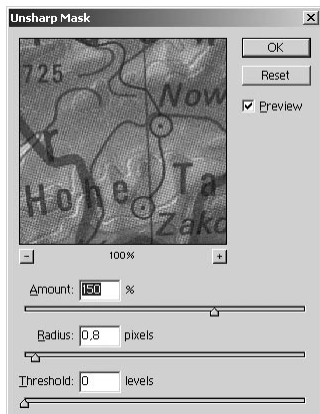 Unsharp Mask
OK
Reset
Preview
725
Now
Hohe Ta
Zakc
- 100% +
Amount: 150 %
Radius: 0,8 pixels
Threshold: 0 levels